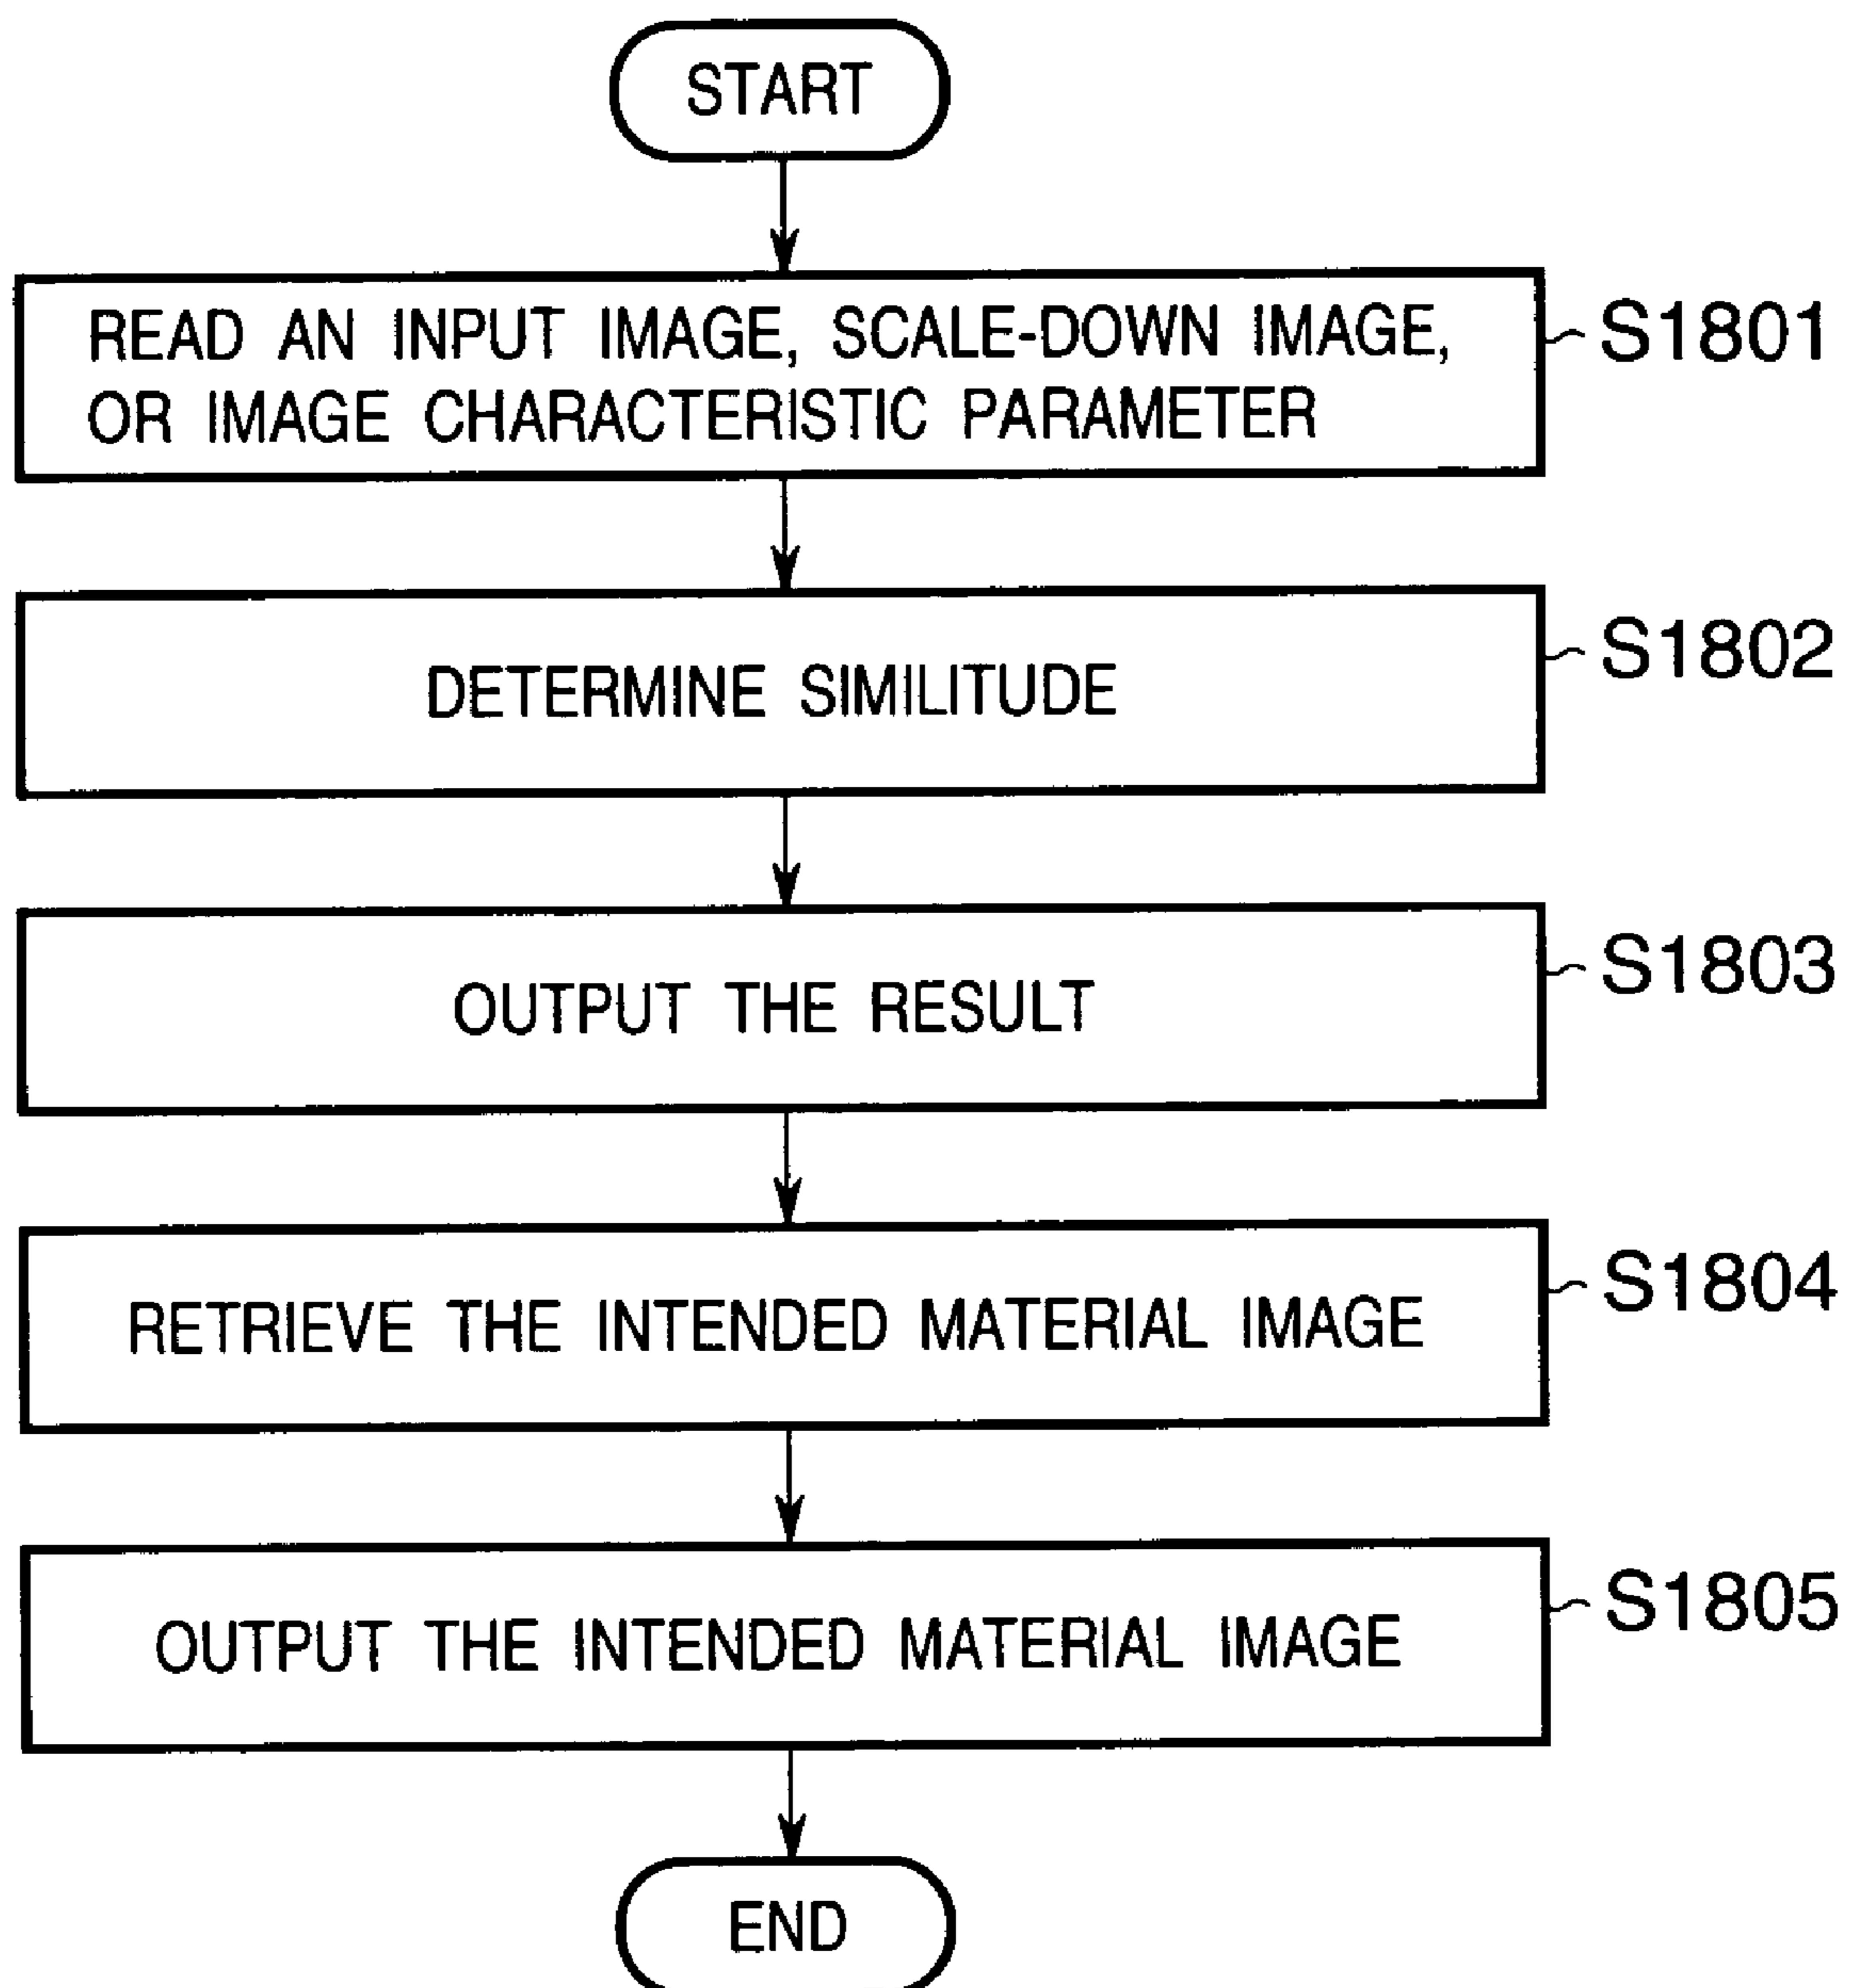 START
READ AN INPUT IMAGE, SCALE-DOWN IMAGE,
OR IMAGE CHARACTERISTIC PARAMETER
S1801
DETERMINE SIMILITUDE
S1802
OUTPUT THE RESULT
S1803
RETRIEVE THE INTENDED MATERIAL IMAGE
S1804
OUTPUT THE INTENDED MATERIAL IMAGE
S1805
END